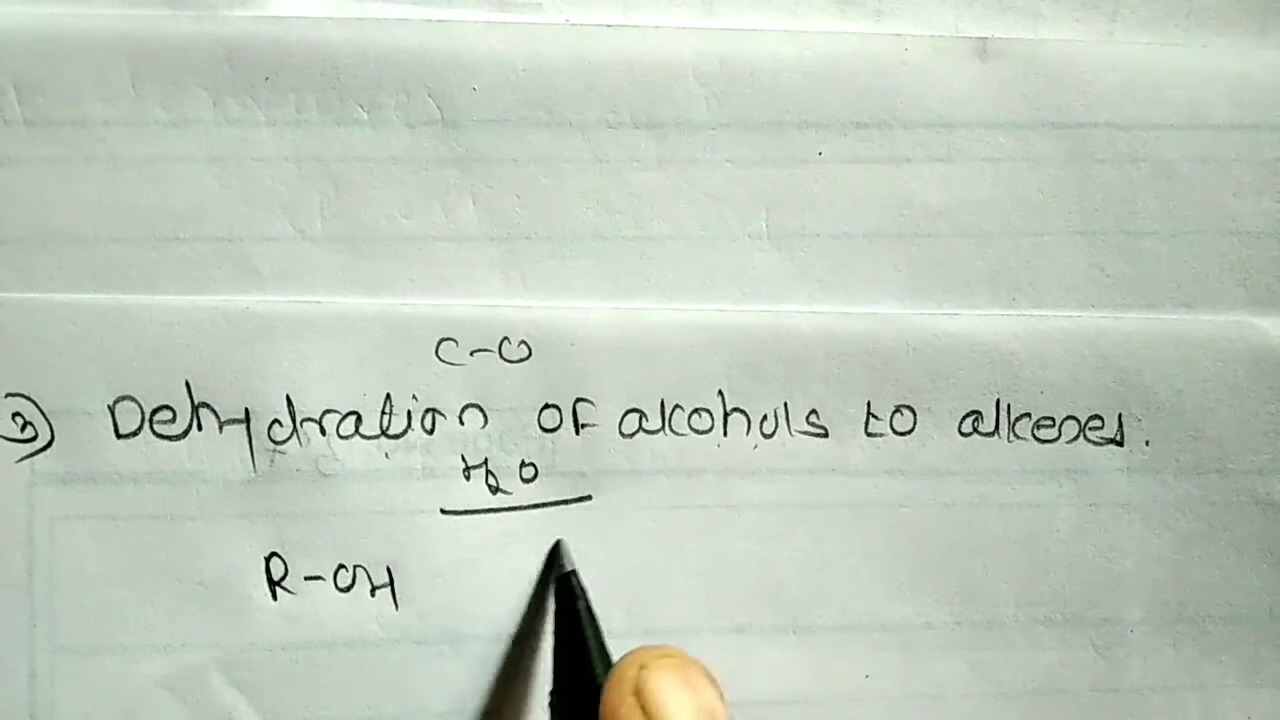 C-O
3) Dehydration of alcohols to alkenes.
H2O
R-OH